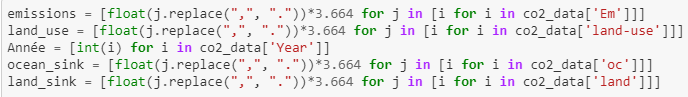 emissions = [float(j.replace(",", "."))*3.664 for j in [i for i in co2_data['Em']]]
land_use = [float(j.replace(",", "."))*3.664 for j in [i for i in co2_data['land-use']]]
Année = [int(i) for i in co2_data['Year']]
ocean_sink = [float(j.replace(",", "."))*3.664 for j in [i for i in co2_data['oc']]]
land_sink = [float(j.replace(",", "."))*3.664 for j in [i for i in co2_data['land']]]